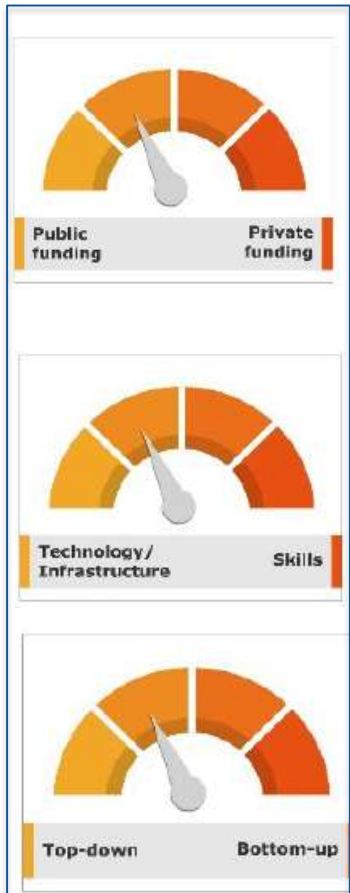 Public
funding
Private
funding
Technology/
Infrastructure
Skills
Top-down
Bottom-up